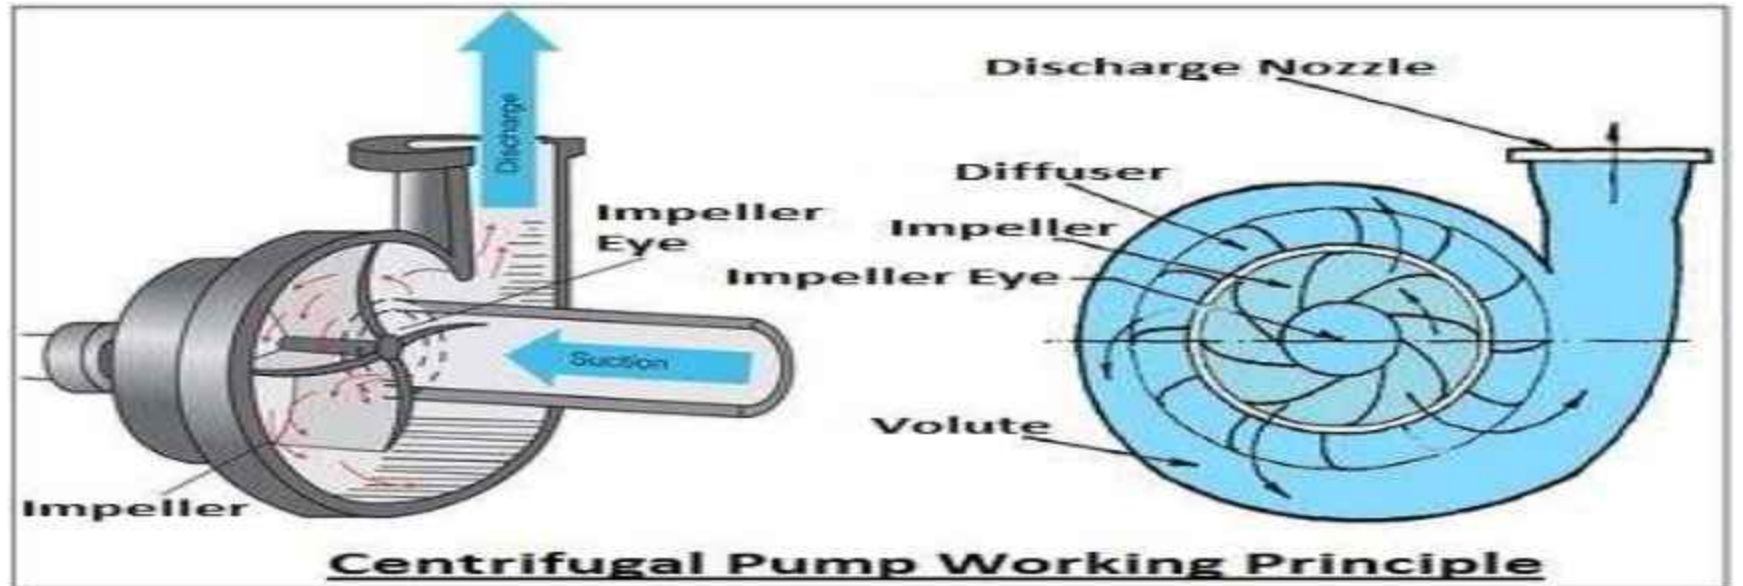 Discharge
Impeller
Eye
Suction
Impeller
Discharge Nozzle
Diffuser
Impeller
Impeller Eye
Volute
Centrifugal Pump Working Principle